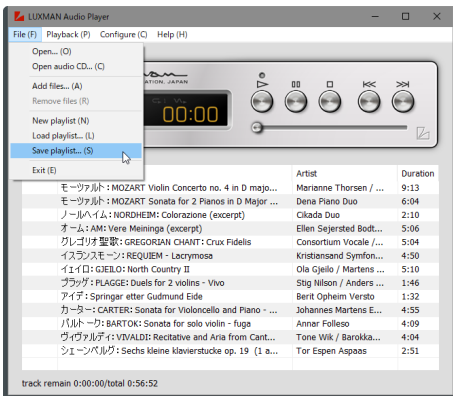 LUXMAN Audio Player
File (F) Playback (P) Configure (C) Help (H)
Open... (O)
Open audio CD... (C)
Add files... (A)
Remove files (R)
New playlist (N)
Load playlist... (L)
Save playlist... (S)
Exit (E)
ATION. JAPAN
00:00
Artist Duration
モーツァルト: MOZART Violin Concerto no. 4 in D majo... Marianne Thorsen / ... 9:13
モーツァルト: MOZART Sonata for 2 Pianos in D Major ... Dena Piano Duo 6:04
ノールヘイム: NORDHEIM: Colorazione (excerpt) Cikada Duo 2:10
オーム: AM: Vere Meininga (excerpt) Ellen Sejersted Bodt... 5:06
グレゴリオ聖歌: GREGORIAN CHANT: Crux Fidelis Consortium Vocale /... 5:04
イスランスモーン: REQUIEM - Lacrymosa Kristiansand Symfon... 4:50
イェイロ: GJEILO: North Country II Ola Gjeilo / Martens ... 5:10
プラッゲ: PLAGGE: Duels for 2 violins - Vivo Stig Nilson / Anders ... 1:46
アイデ: Springar etter Gudmund Eide Berit Opheim Versto 1:32
カーター: CARTER: Sonata for Violoncello and Piano - ... Johannes Martens E... 4:55
バルトーク: BARTOK: Sonata for solo violin - fuga Annar Folleso 4:09
ヴィヴァルディ: VIVALDI: Recitative and Aria from Cant... Tone Wik / Barokka... 4:04
シェーンベルグ: Sechs kleine klavierstucke op. 19 (1 a... Tor Espen Aspaas 2:51
track remain 0:00:00/total 0:56:52